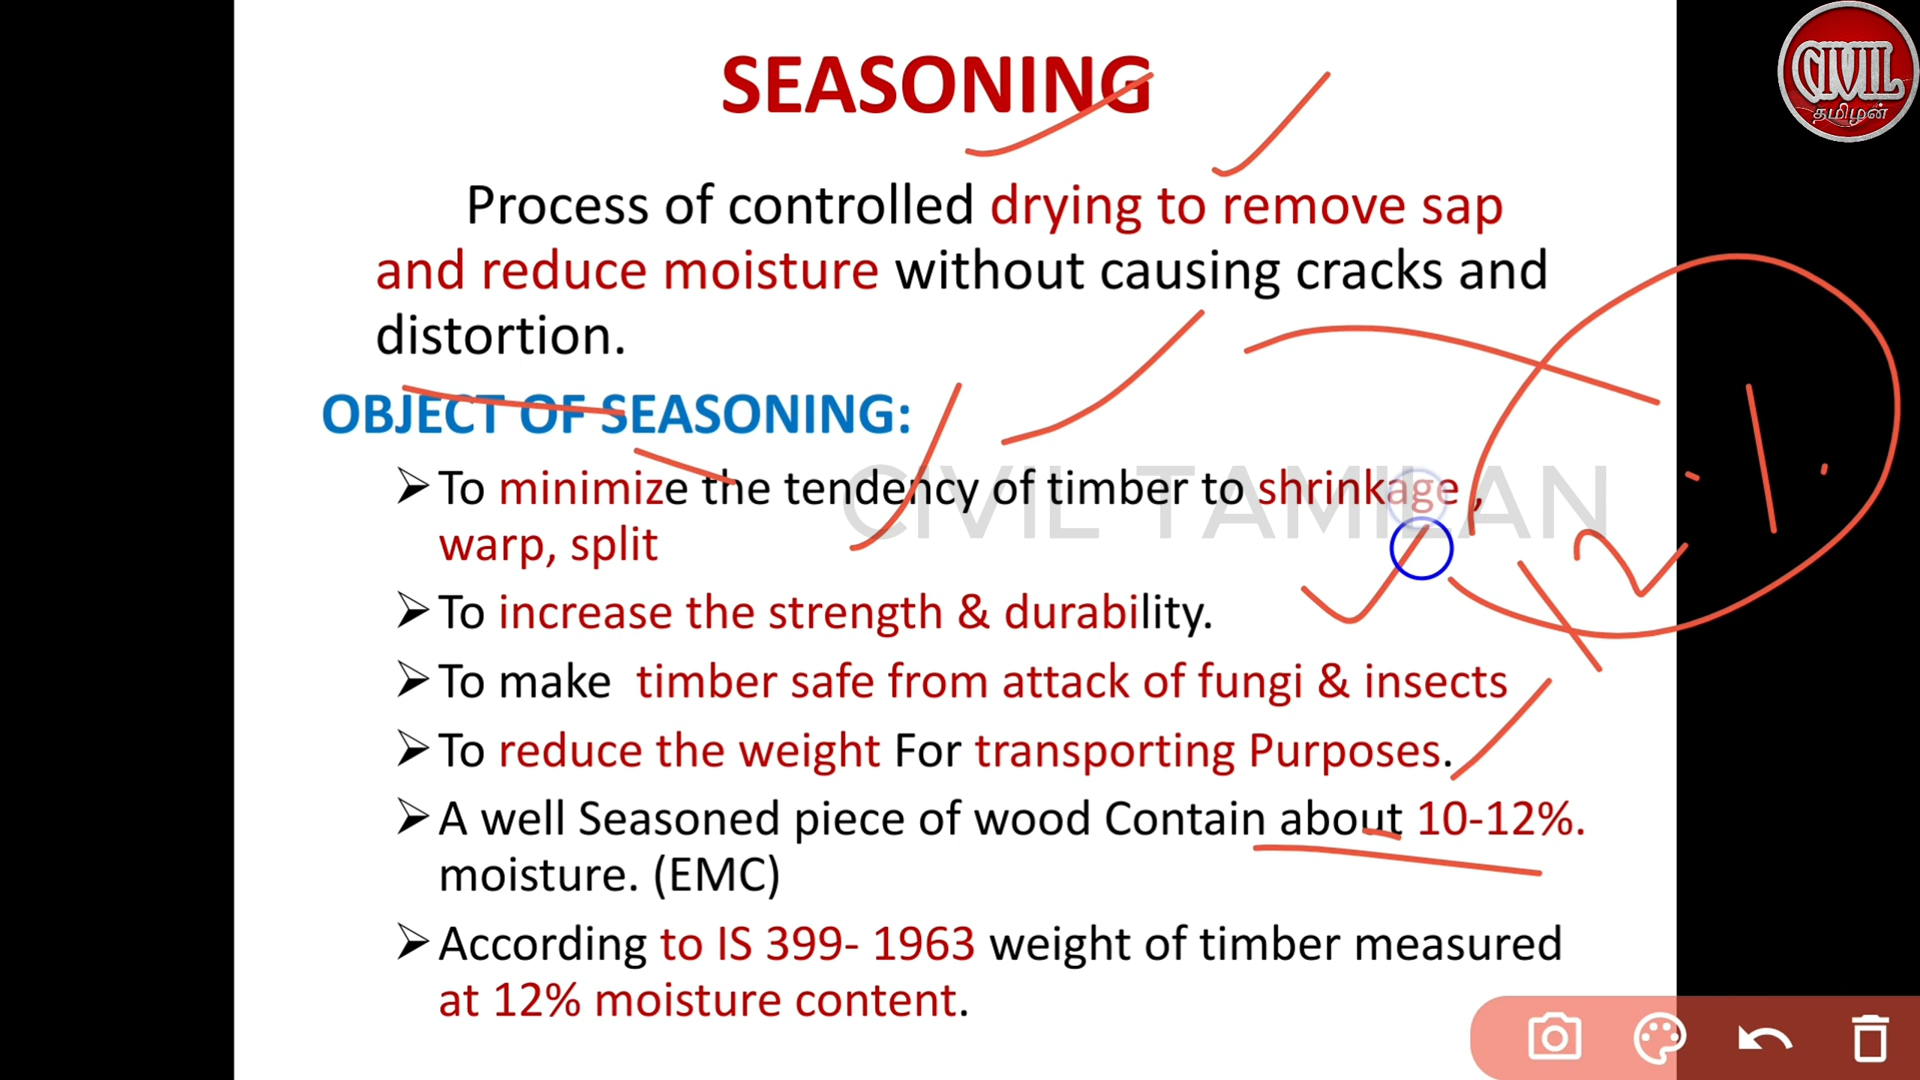 SEASONING
Process of controlled drying to remove sap
and reduce moisture without causing cracks and
distortion.
OBJECT OF SEASONING:
To minimize the tendency of timber to shrinkage ,
warp, split
To increase the strength & durability.
To make timber safe from attack of fungi & insects
To reduce the weight For transporting Purposes.
A well Seasoned piece of wood Contain about 10-12%.
moisture. (EMC)
According to IS 399- 1963 weight of timber measured
at 12% moisture content.
CIVIL TAMILAN
CIVIL
தமிழன்